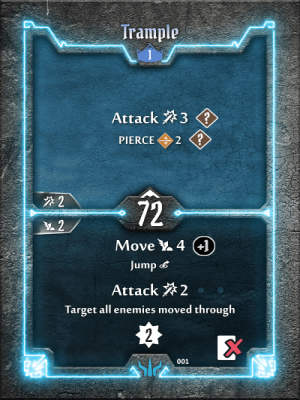 Trample
1
Attack 3 ?
PIERCE 2 ?
2
72
2
Move 4 +1
Jump
Attack 2
Target all enemies moved through
2
001